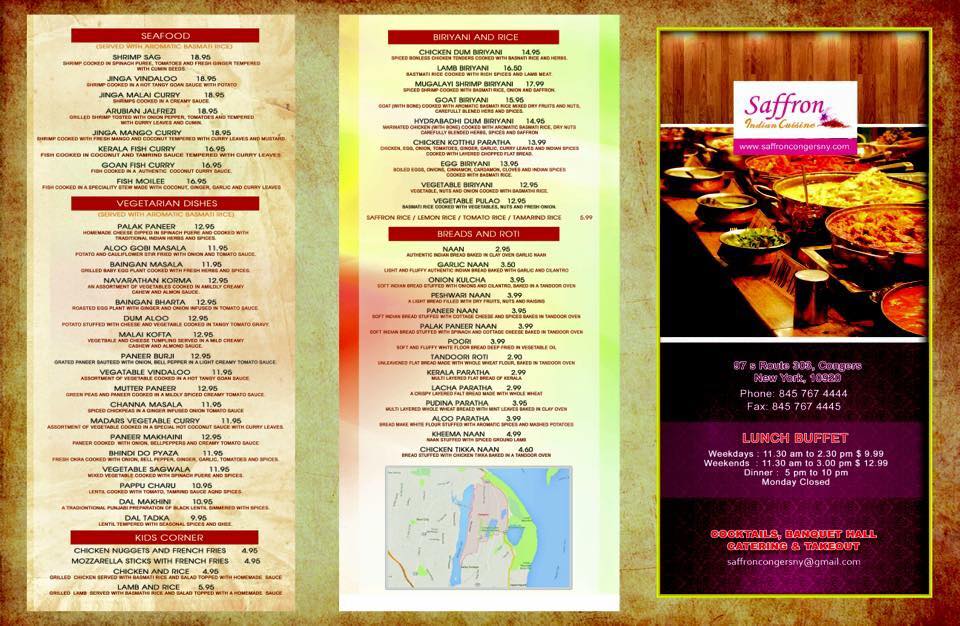 SEAFOOD
(SERVED WITH AROMATIC BASMATI RICE)
SHRIMP SAG 18.95
SHRIMP COOKED IN SPINACH PUREE, TOMATOES AND FRESH GINGER TEMPERED
WITH CUMIN SEEDS
JINGA VINDALOO 18.95
SHRIMP COOKED IN A HOT TANGY GOAN SAUCE WITH POTATO
JINGA MALAI CURRY 18.95
SHRIMPS COOKED IN A CREAMY SAUCE.
ARUBIAN JALFREZI 18.95
GRILLED SHRIMP TOSTED WITH ONION PEPPER, TOMATOES AND TEMPERED
WITH CURRY LEAVES AND CUMIN.
JINGA MANGO CURRY 18.95
SHRIMP COOKED WITH FRESH MANGO AND COCONUT TEMPERED WITH CURRY LEAVES AND MUSTARD.
KERALA FISH CURRY 16.95
FISH COOKED IN COCONUT AND TAMRIND SAUCE TEMPERED WITH CURRY LEAVES.
GOAN FISH CURRY 16.95
FISH COOKED IN A AUTHENTIC COCONUT CURRY SAUCE.
FISH MOILEE 16.95
FISH COOKED IN A SPECIALITY STEW MADE WITH COCONUT, GINGER, GARLIC AND CURRY LEAVES
VEGETARIAN DISHES
(SERVED WITH AROMATIC BASMATI RICE)
PALAK PANEER 12.95
HOMEMADE CHEESE DIPPED IN SPINACH PUERE AND COOKED WITH
TRADITIONAL INDIAN HERBS AND SPICES.
ALOO GOBI MASALA 11.95
POTATO AND CAULIFLOWER STIR FRIED WITH ONION AND TOMATO SAUCE.
BAINGAN MASALA 11.95
GRILLED BABY EGG PLANT COOKED WITH FRESH HERBS AND SPICES.
NAVARATHAN KORMA 12.95
AN ASSORTMENT OF VEGETABLES COOKED IN AMILDLY CREAMY
CASHEW AND ALMON SAUCE.
BAINGAN BHARTA 12.95
ROASTED EGG PLANT WITH GINGER AND ONION INFUSED IN TOMATO SAUCE.
DUM ALOO 12.95
POTATO STUFFED WITH CHEESE AND VEGETABLE COOKED IN TANGY TOMATO GRAVY.
MALAI KOFTA 12.95
VEGETBALE AND CHEESE TUMPLING SERVED IN A MILD CREAMY
CASHEW AND ALMOND SAUCE.
PANEER BURJI 12.95
GRATED PANEER SAUTEED WITH ONION, BELL PEPPER IN A LIGHT CREAMY TOMATO SAUCE.
VEGATABLE VINDALOO 11.95
ASSORTMENT OF VEGETABLE COOKED IN A HOT TANGY GOAN SAUCE.
MUTTER PANEER 12.95
GREEN PEAS AND PANEER COOKED IN A MILDLY SPICED CREAMY TOMATO SAUCE.
CHANNA MASALA 11.95
SPICED CHICKPEAS IN A GINGER INFUSED ONION TOMATO SAUCE
MADARS VEGETABLE CURRY 11.95
ASSORTMENT OF VEGETABLE COOKED IN A SPECIAL HOT COCONUT SAUCE WITH CURRY LEAVES.
PANEER MAKHAINI 12.95
PANEER COOKED WITH ONION, BELLPEPPERS AND CREAMY TOMATO SAUCE
BHINDI DO PYAZA 11.95
FRESH OKRA COOKED WITH ONION, BELL PEPPER, GINGER, GARLIC, TOMATOES AND SPICES.
VEGETABLE SAGWALA 11.95
MIXED VEGETABLE COOKED WITH SPINACH PUERE AND SPICES.
PAPPU CHARU 10.95
LENTIL COOKED WITH TOMATO, TAMRIND SAUCE AGND SPICES.
DAL MAKHINI 10.95
A TRADIONTIONAL PUNJABI PREPARATION OF BLACK LENTIL SIMMERED WITH SPICES.
DAL TADKA 9.95
LENTIL TEMPERED WITH SEASONAL SPICES AND GHEE.
KIDS CORNER
CHICKEN NUGGETS AND FRENCH FRIES 4.95
MOZZARELLA STICKS WITH FRENCH FRIES 4.95
CHICKEN AND RICE 4.95
GRILLED CHICKEN SERVED WITH BASMATI RICE AND SALAD TOPPED WITH HOMEMADE SAUCE
LAMB AND RICE 5.95
GRILLED LAMB SERVED WITH BASMATHI RICE AND SALAD TOPPED WITH A HOMEMADE SAUCE
BIRIYANI AND RICE
CHICKEN DUM BIRIYANI 14.95
SPICED BONLESS CHICKEN TENDERS COOKED WITH BASMATI RICE AND HERBS.
LAMB BIRIYANI 16.50
BASTMATI RICE COOKED WITH RICH SPICES AND LAMB MEAT.
MUGALAYI SHRIMP BIRIYANI 17.99
SPICED SHRIMP COOKED WITH BASMATI RICE, ONION AND SAFFRON.
GOAT BIRIYANI 15.95
GOAT (WITH BONE) COOKED WITH AROMATIC BASMATI RICE MIXED DRY FRUITS AND NUTS,
CAREFULLY BLENED HERS AND SPICES.
HYDRABADHI DUM BIRIYANI 14.95
MARINATED CHICKEN (WITH BONE) COOKED WITH AROMATIC BASMATI RICE, DRY NUTS
CAREFULLY BLENDED HERBS, SPICES AND SAFFRON
CHICKEN KOTTHU PARATHA 13.99
CHICKEN, EGG, ONION, TOMATOES, GINGER, GARLIC, CURRY LEAVES AND INDIAN SPICES
COOKED WITH LAYERED CHOPPED FLAT BREAD.
EGG BIRIYANI 13.95
BOILED EGGS, ONIONS, CINNAMON, CARDAMON, CLOVES AND INDIAN SPICES
COOKED WITH BASMATI RICE.
VEGETABLE BIRIYANI 12.95
VEGETABLE, NUTS AND ONION COOKED WITH BASMATHI RICE.
VEGETABLE PULAO 12.95
BASMATI RICE COOKED WITH VEGETABLES, NUTS AND FRESH ONION.
SAFFRON RICE / LEMON RICE / TOMATO RICE / TAMARIND RICE 5.99
BREADS AND ROTI
NAAN 2.95
AUTHENTIC INDIAN BREAD BAKED IN CLAY OVEN GARLIC NAAN
GARLIC NAAN 3.50
LIGHT AND FLUFFY AUTHENTIC INDIAN BREAD BAKED WITH GARLIC AND CILANTRO
ONION KULCHA 3.95
SOFT INDIAN BREAD STUFFED WITH ONIONS AND CILANTRO, BAKED IN A TANDOOR OVEN
PESHWARI NAAN 3.99
A LIGHT BREAD FILLED WITH DRY FRUITS, NUTS AND RAISING
PANEER NAAN 3.95
SOFT INDIAN BREAD STUFFED WITH COTTAGE CHEESE AND SPICES BAKED IN TANDOOR OVEN
PALAK PANEER NAAN 3.99
SOFT INDIAN BREAD STUFFED WITH SPINACH AND COTTAGE CHEESE BAKED IN TANDOOR OVEN
POORI 3.99
SOFT AND FLUFFY WHITE FLOUR BREAD DEEP FRIED IN VEGETABLE OIL
TANDOORI ROTI 2.90
UNLEAVENED FLAT BREAD MADE WITH WHOLE WHEAT FLOUR, BAKED IN TANDOOR OVEN
KERALA PARATHA 2.99
MULTI LAYERED FLAT BREAD OF KERALA
LACHA PARATHA 2.99
A CRISPY LAYERED FALT BREAD MADE WITH WHOLE WHEAT
PUDINA PARATHA 3.95
MULTI LAYERED WHOLE WHEAT BREAD WITH MINT LEAVES BAKED IN CLAY OVEN
ALOO PARATHA 3.99
BREAD MAKE WHITE FLOUR STUFFED WITH AROMATIC SPICES AND MASHED POTATOES
KHEEMA NAAN 4.99
NAAN STUFFED WITH SPICED GROUND LAMB
CHICKEN TIKKA NAAN 4.60
BREAD STUFFED WITH CHICKEN TIKKA BAKED IN A TANDOOR OVEN
Saffron
Indian Cuisine
www.saffroncongersny.com
97 s Route 303, Congers
New York, 10920
Phone: 845 767 4444
Fax: 845 767 4445
LUNCH BUFFET
Weekdays : 11.30 am to 2.30 pm $ 9.99
Weekends : 11.30 am to 3.00 pm $ 12.99
Dinner : 5 pm to 10 pm
Monday Closed
COCKTAILS, BANQUET HALL
CATERING & TAKEOUT
saffroncongersny@gmail.com